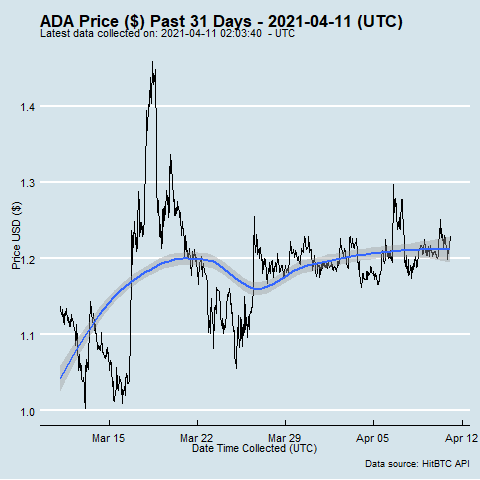 ADA Price ($) Past 31 Days - 2021-04-11 (UTC)
Latest data collected on: 2021-04-11 02:03:40  - UTC
Price USD ($)
1.4
1.3
1.2
1.1
1.0
Mar 15 Mar 22 Mar 29 Apr 05 Apr 12
Date Time Collected (UTC)
Data source: HitBTC API